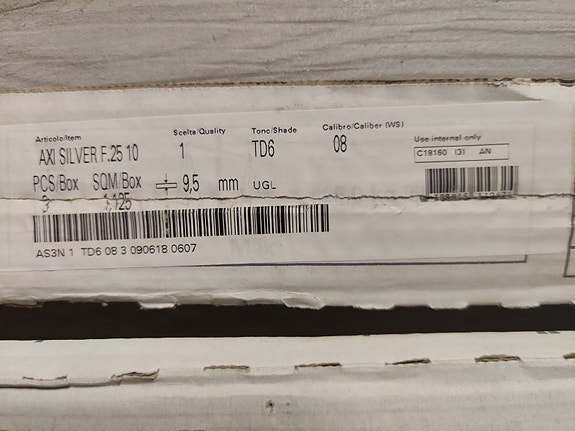 Articolo/Item Scelta/Quality Tono/Shade Calibro/Caliber (WS) Use internal only
AXI SILVER F.25 10 1 TD6 08 C18160 (3) AN
PCS/Box SQM/Box 9,5 mm UGL
3 1,125
AS3N 1 TD6 08 3 090618 0607